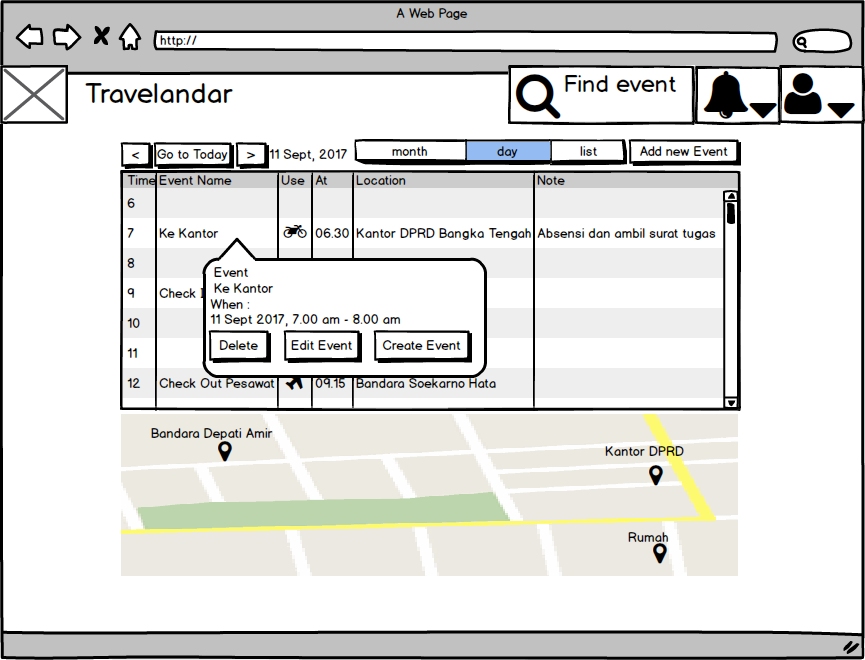 A Web Page
http://
Travelandar
Find event
< Go to Today > 11 Sept, 2017 month day list Add new Event
Time Event Name Use At Location Note
6
7 Ke Kantor 06.30 Kantor DPRD Bangka Tengah Absensi dan ambil surat tugas
8
9 Check
10
11
12 Check Out Pesawat 09.15 Bandara Soekarno Hata
Event
Ke Kantor
When :
11 Sept 2017, 7.00 am - 8.00 am
Delete Edit Event Create Event
Bandara Depati Amir
Kantor DPRD
Rumah